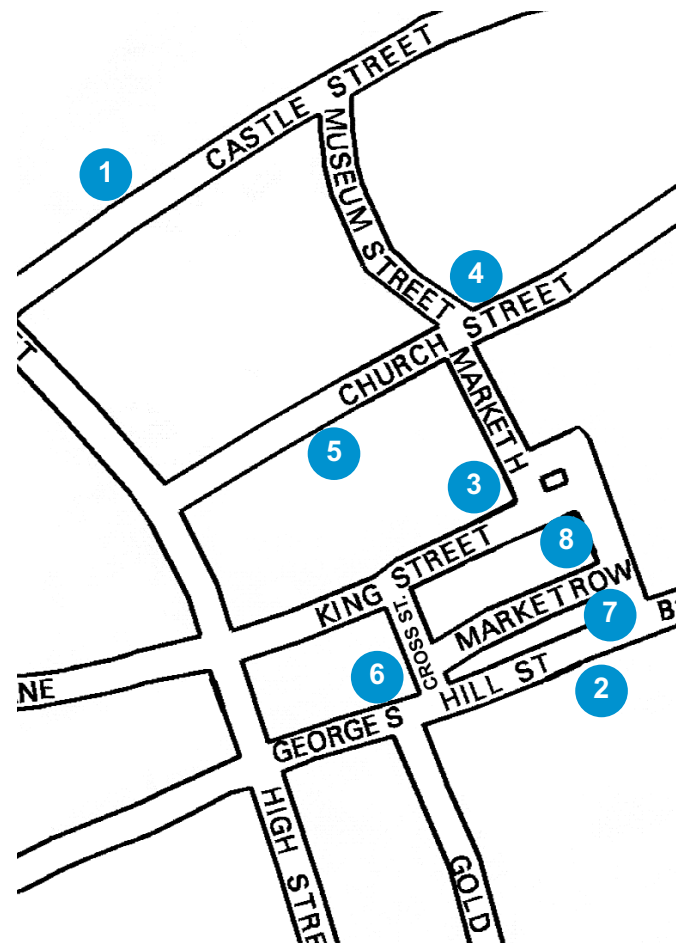 CASTLE STREET
1
MUSEUM STREET
4
CHURCH STREET
MARKET H
5
3
KING STREET
8
CROSS ST.
MARKET ROW
7
B
6
HILL ST
2
NE
GEORGE S
HIGH STRE
GOLD
T